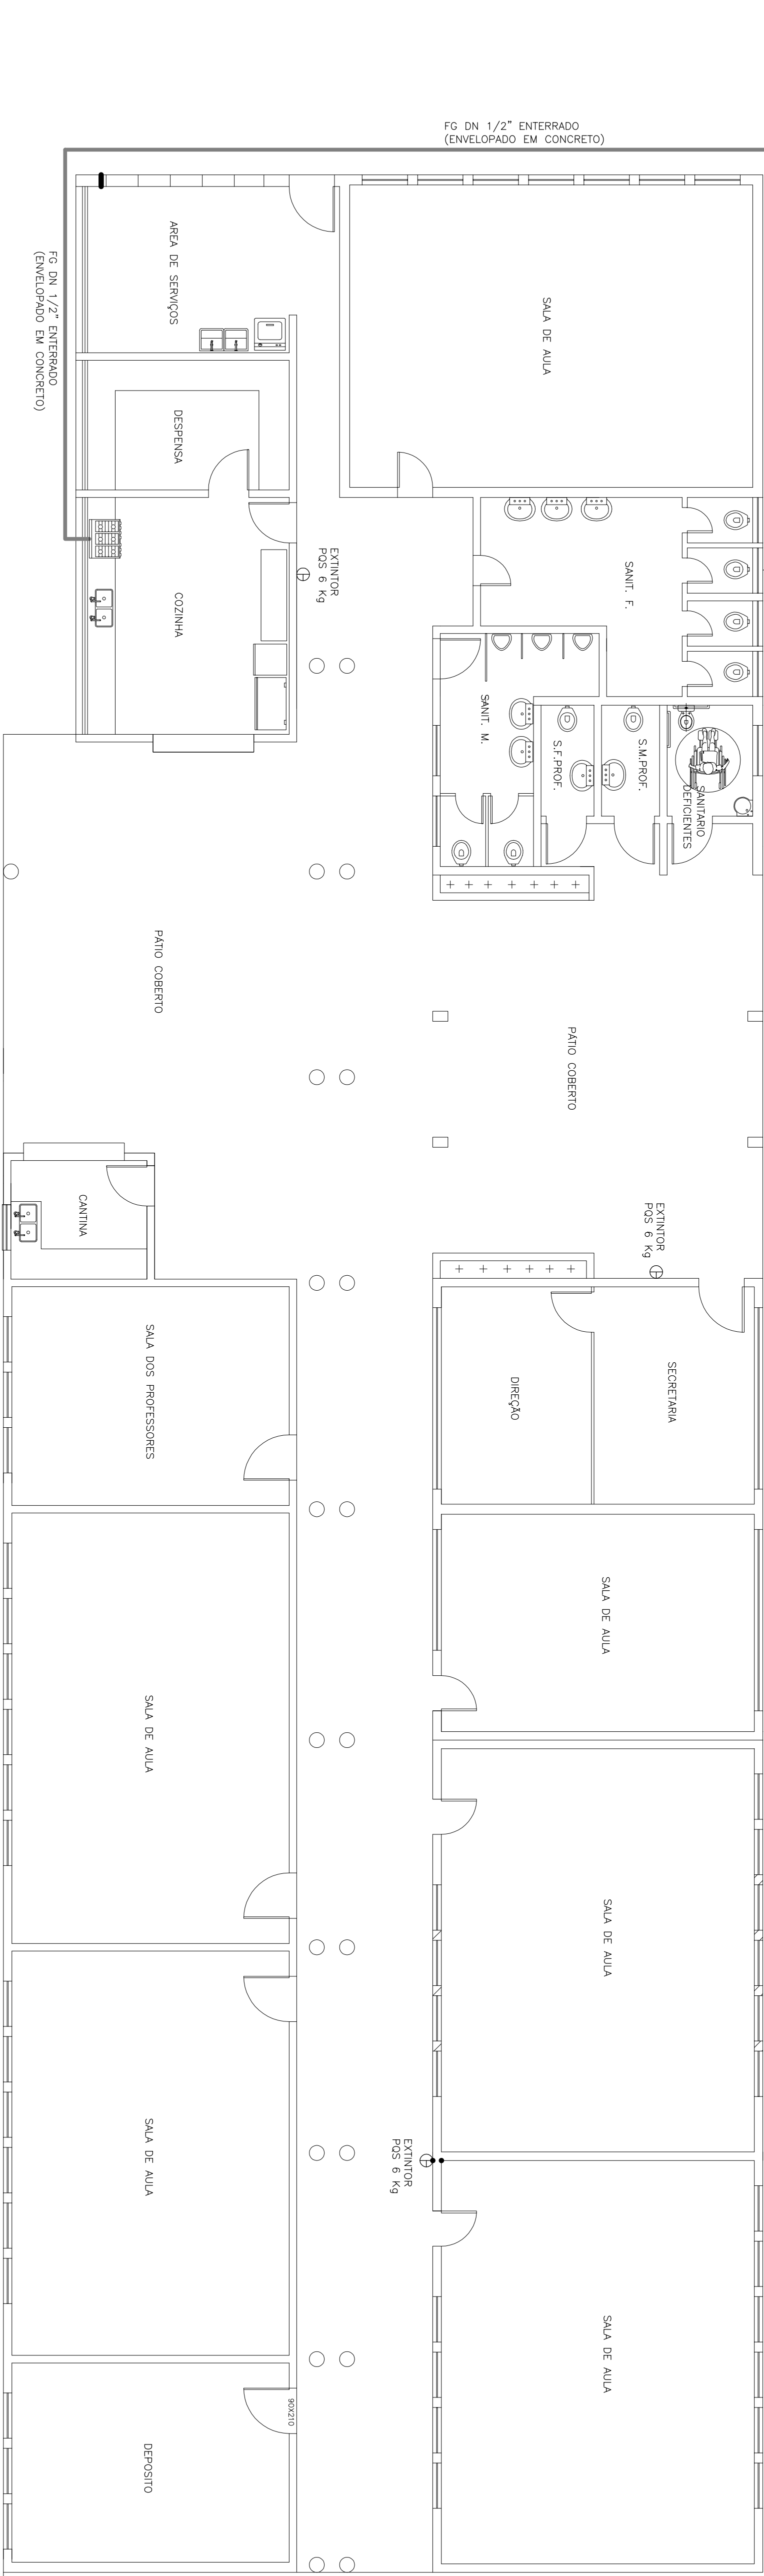 FG DN 1/2" ENTERRADO
(ENVELOPADO EM CONCRETO)
FG DN 1/2" ENTERRADO
(ENVELOPADO EM CONCRETO)
AREA DE SERVIÇOS
SALA DE AULA
DESPENSA
EXTINTOR
PQS 6 Kg
COZINHA
SANIT. F.
SANIT. M.
S.F.PROF.
S.M.PROF.
SANITARIO
DEFICIENTES
PÁTIO COBERTO
PÁTIO COBERTO
CANTINA
EXTINTOR
PQS 6 Kg
SALA DOS PROFESSORES
DIREÇÃO
SECRETARIA
SALA DE AULA
SALA DE AULA
SALA DE AULA
SALA DE AULA
EXTINTOR
PQS 6 Kg
SALA DE AULA
90X210
DEPOSITO